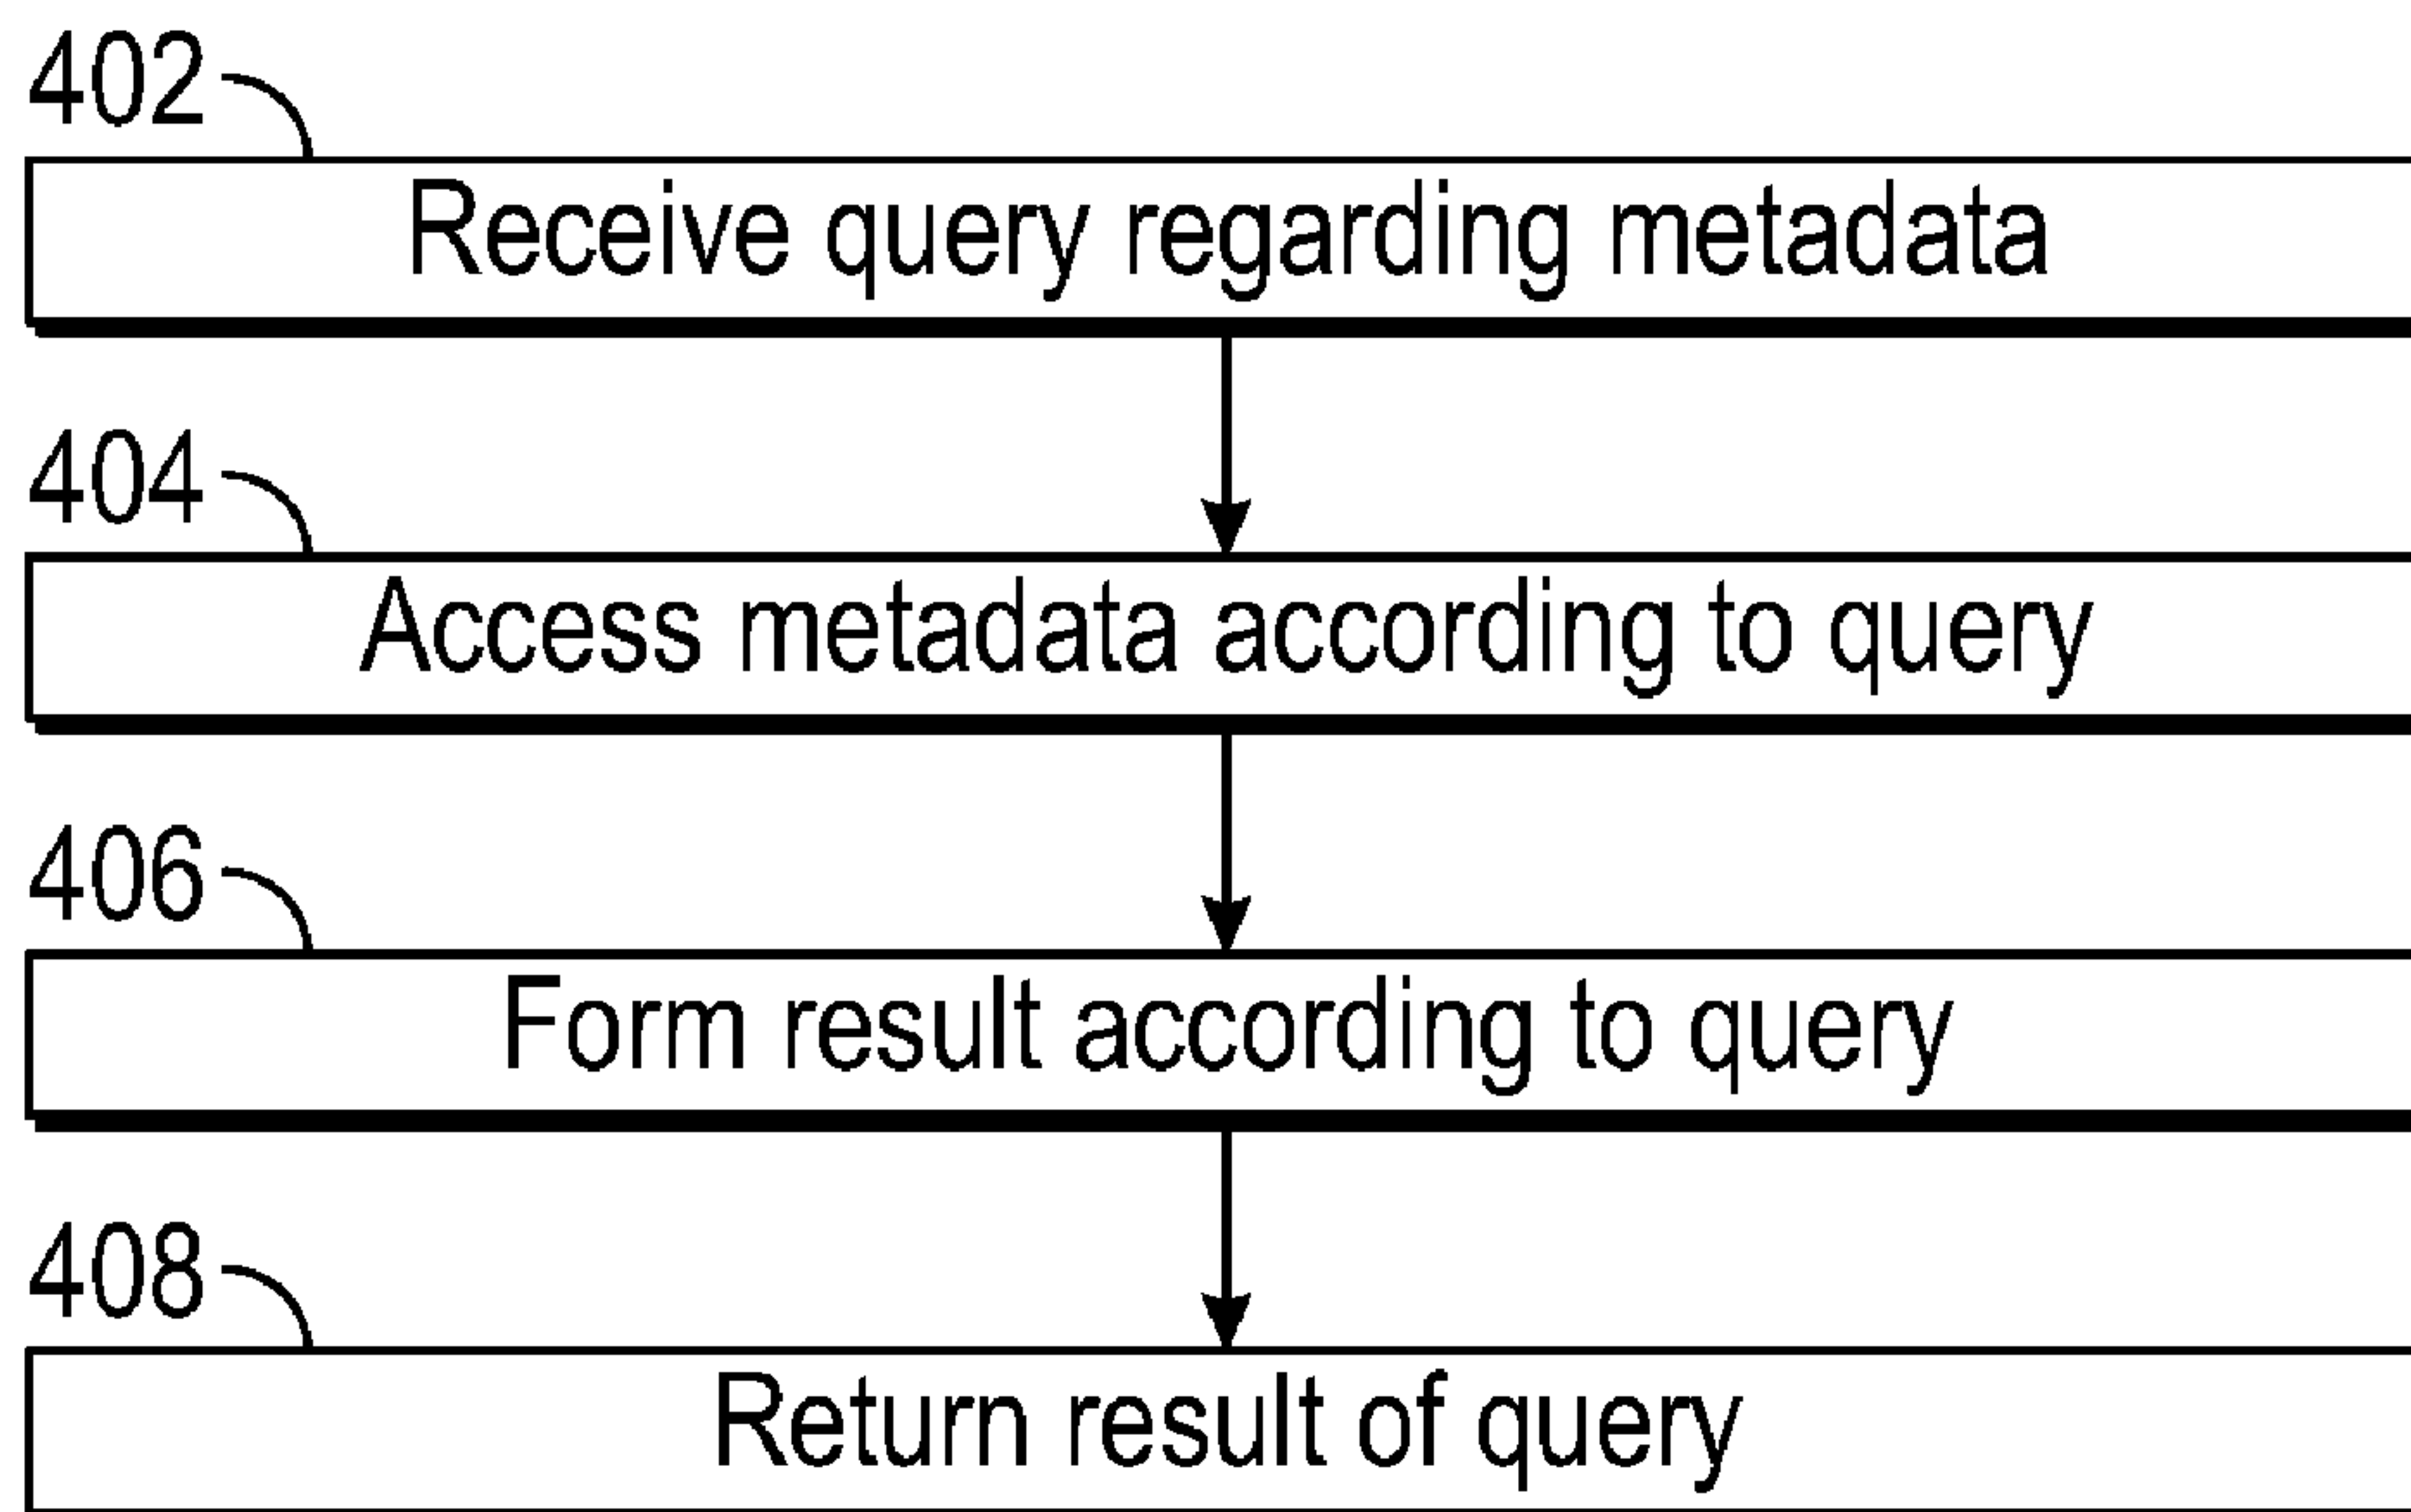 402
Receive query regarding metadata
404
Access metadata according to query
406
Form result according to query
408
Return result of query